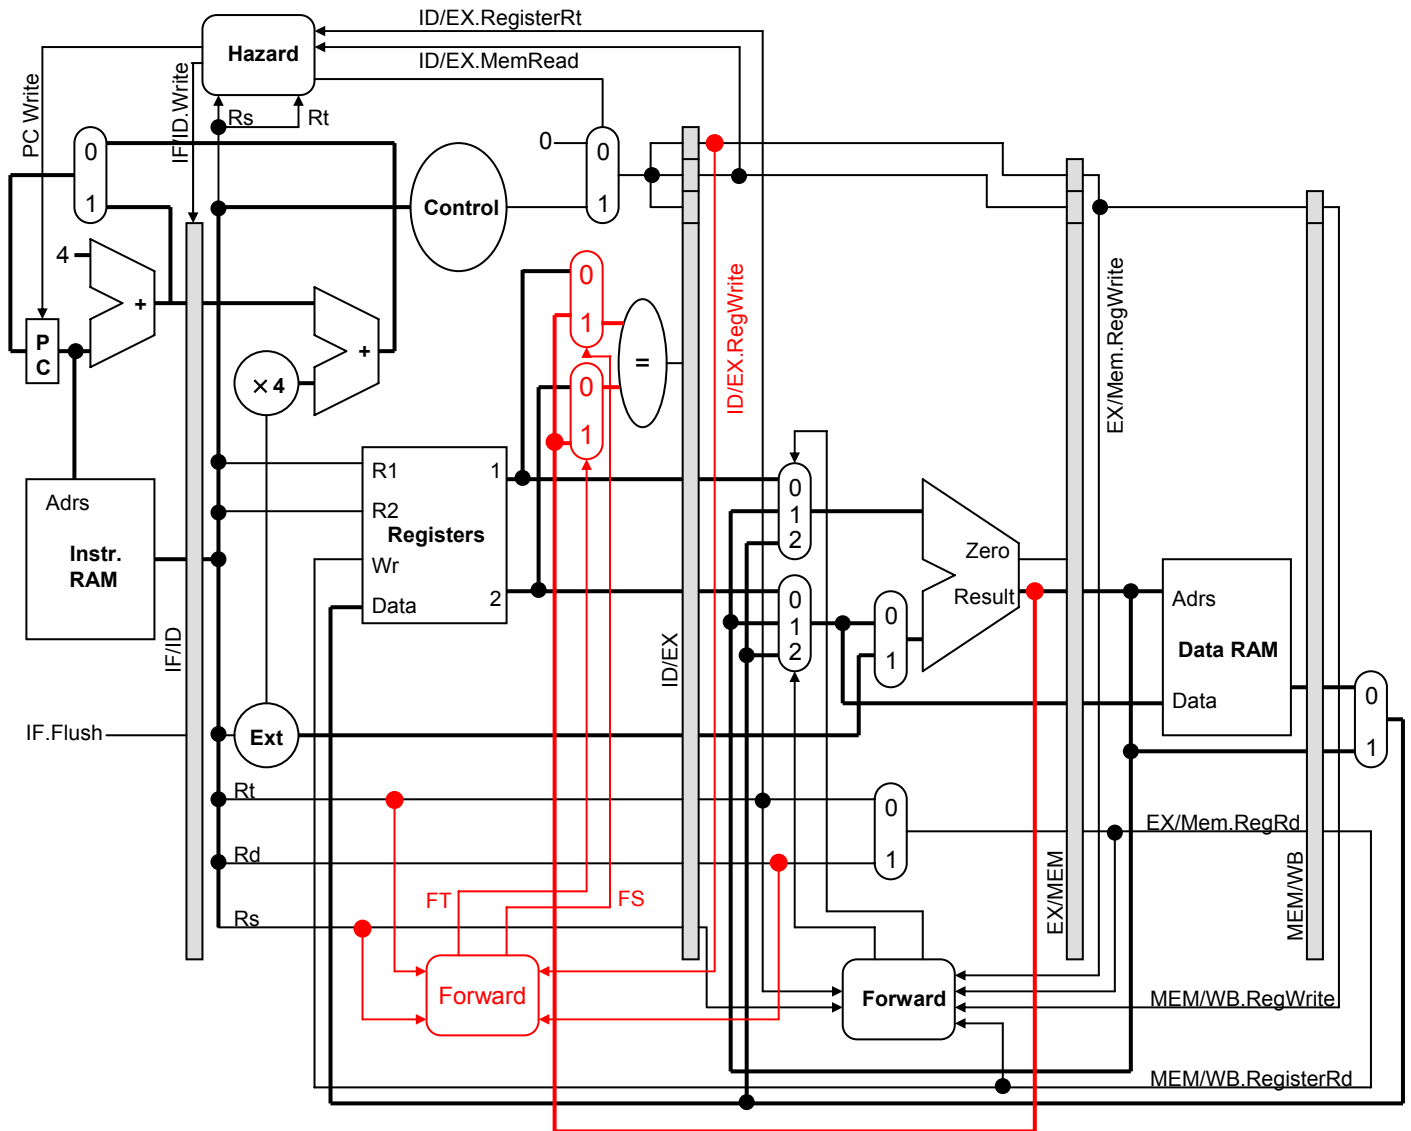 ID/EX.RegisterRt
Hazard
ID/EX.MemRead
PC Write
IF/ID.Write
Rs
Rt
0
0
1
0
1
Control
4
+
P
C
+
× 4
0
1
0
1
=
ID/EX.RegWrite
EX/Mem.RegWrite
Adrs
Instr.
RAM
R1
R2
Registers
Wr
Data
1
2
0
1
2
0
1
2
0
1
Zero
Result
Adrs
Data RAM
Data
0
1
IF/ID
ID/EX
IF.Flush
Ext
Rt
Rd
Rs
0
1
EX/Mem.RegRd
EX/MEM
MEM/WB
FT
FS
Forward
Forward
MEM/WB.RegWrite
MEM/WB.RegisterRd